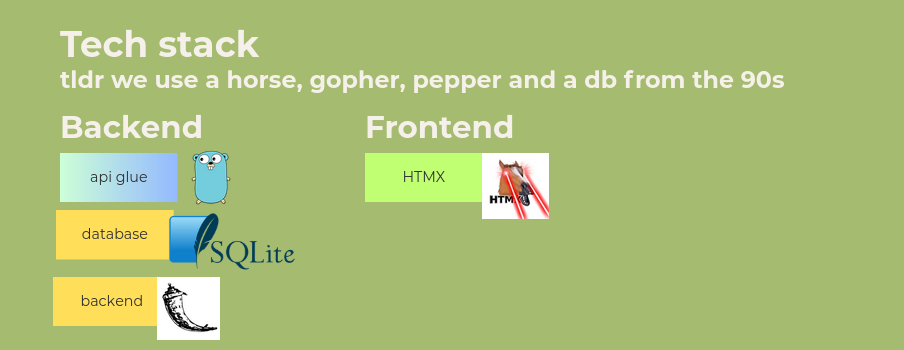 Tech stack
tldr we use a horse, gopher, pepper and a db from the 90s
Backend
api glue
database
SQLite
backend
Frontend
HTMX
HTMX